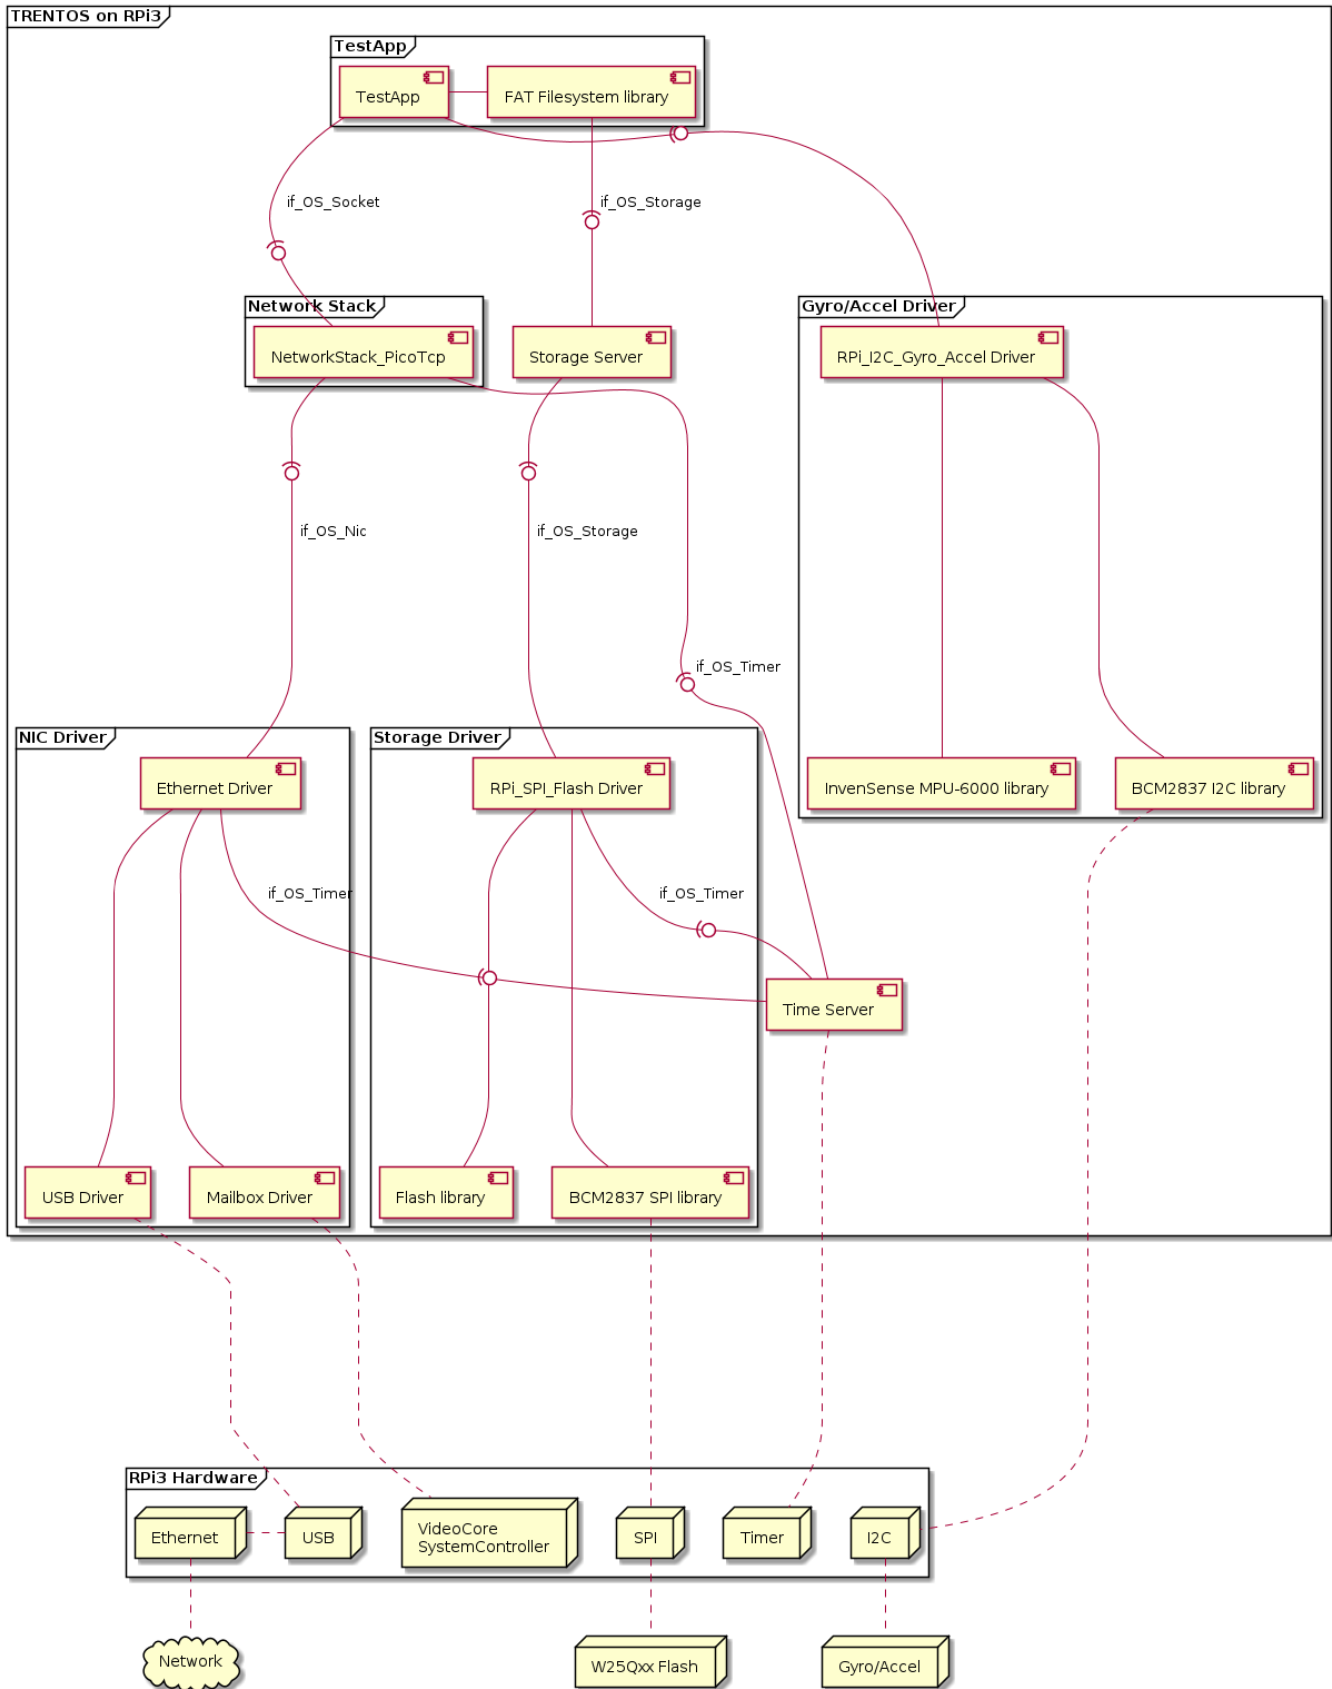 TRENTOS on RPi3
TestApp
TestApp
FAT Filesystem library
if_OS_Socket
if_OS_Storage
Network Stack
Gyro/Accel Driver
NetworkStack_PicoTcp
Storage Server
RPi_I2C_Gyro_Accel Driver
if_OS_Nic
if_OS_Storage
if_OS_Timer
NIC Driver
Storage Driver
Ethernet Driver
RPi_SPI_Flash Driver
InvenSense MPU-6000 library
BCM2837 I2C library
if_OS_Timer
if_OS_Timer
Time Server
USB Driver
Mailbox Driver
Flash library
BCM2837 SPI library
RPi3 Hardware
Ethernet
USB
VideoCore
SystemController
SPI
Timer
I2C
Network
W25Qxx Flash
Gyro/Accel